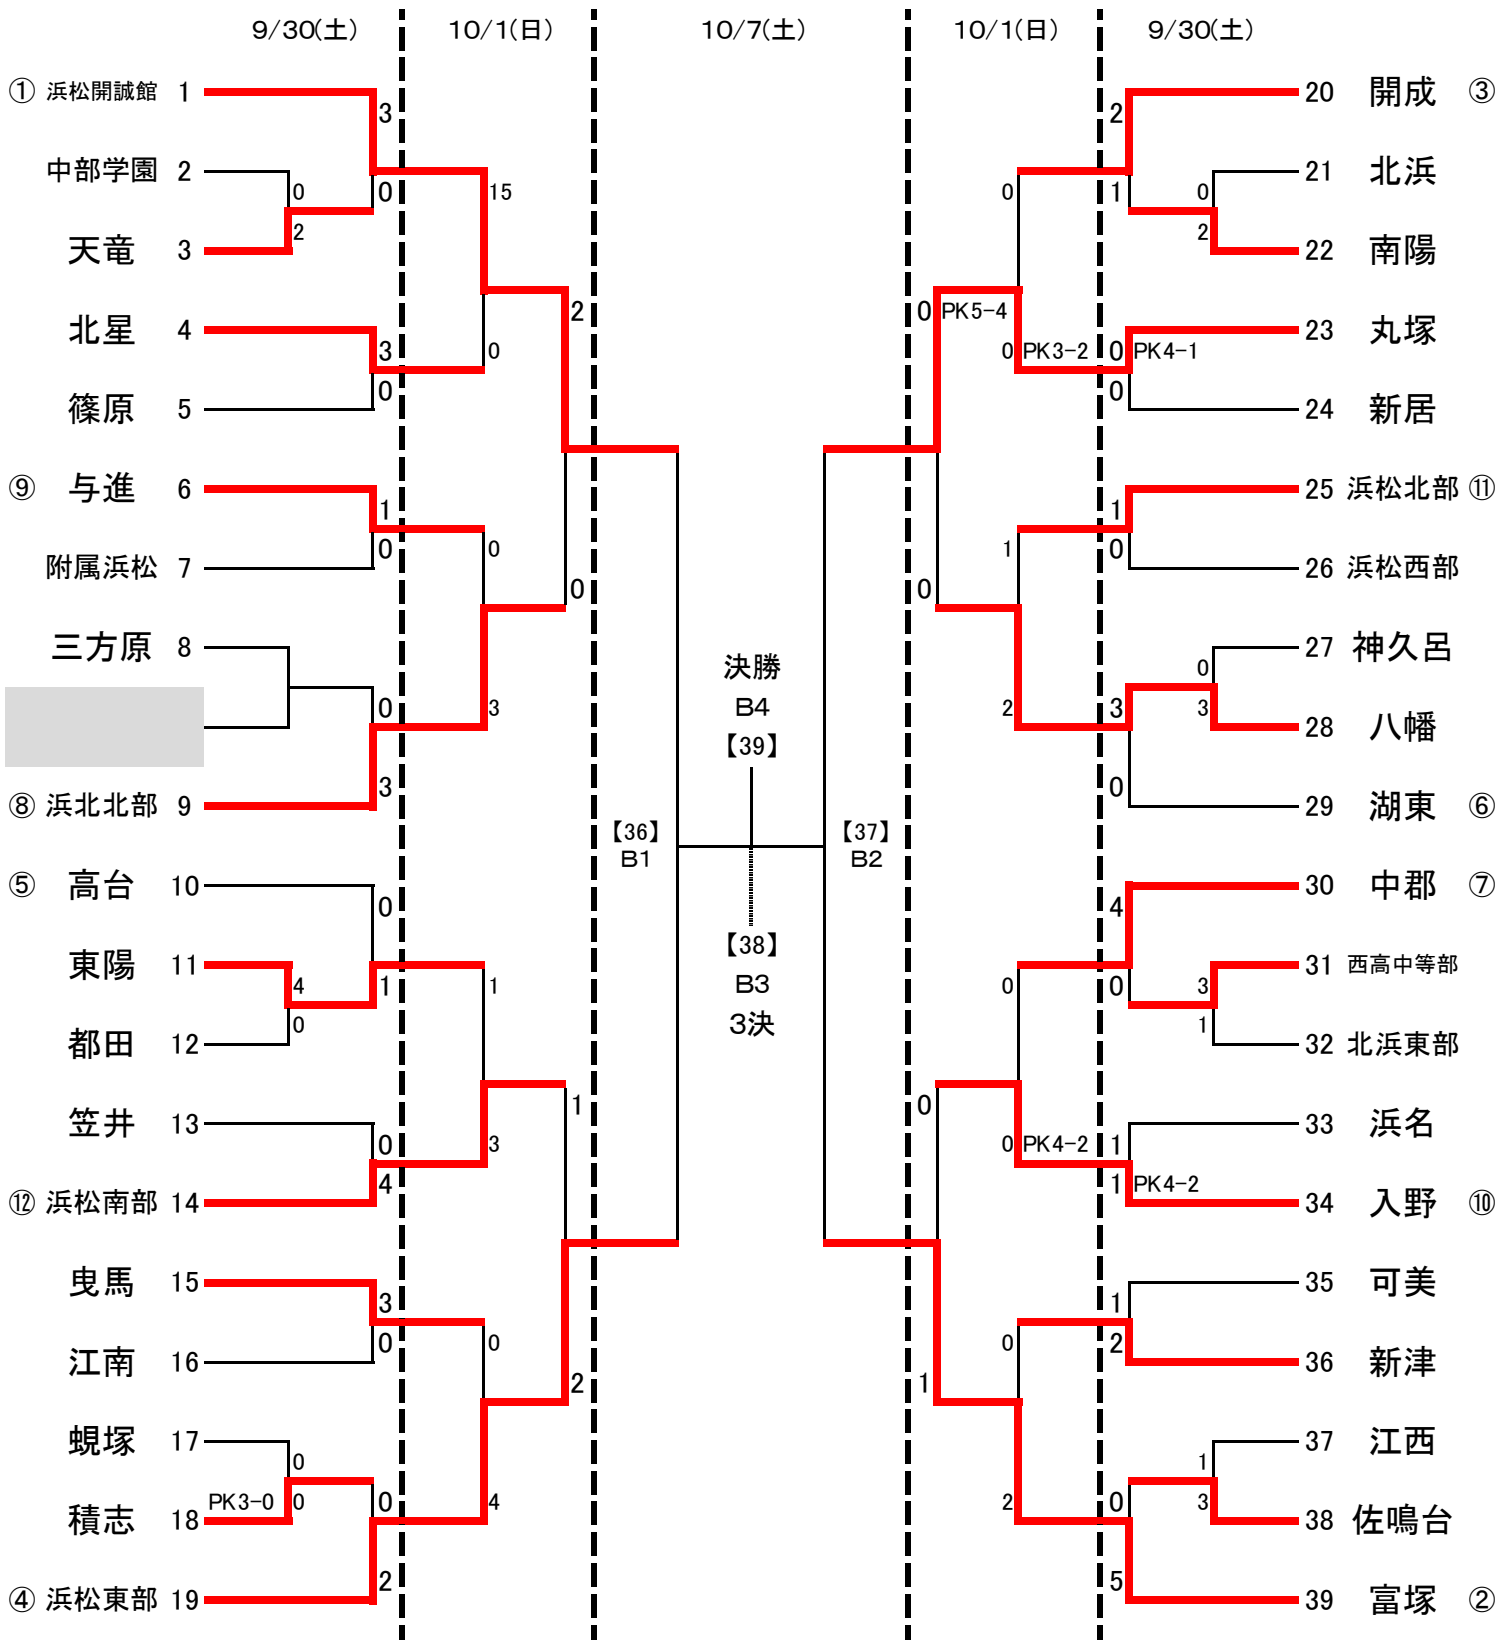 9/30(土) 10/1(日) 10/7(土) 10/1(日) 9/30(土)
① 浜松開誠館 1
3
中部学園 2
0
0
15
2
天竜 3
北星 4
3
0
2
0
篠原 5
⑨ 与進 6
1
0
0
附属浜松 7
0
三方原 8
0
3
3
⑧ 浜北北部 9
⑤ 高台 10
0
東陽 11
4
1
1
0
都田 12
笠井 13
0
3
1
4
⑫ 浜松南部 14
曳馬 15
3
0
0
2
江南 16
蜆塚 17
0
PK3-0 0
0
4
積志 18
2
④ 浜松東部 19
決勝
B4
【39】
【36】
B1
【37】
B2
【38】
B3
3決
20 開成 ③
2
21 北浜
0
1
0
2
22 南陽
0 PK5-4
23 丸塚
0 PK3-2
0 PK4-1
0
24 新居
25 浜松北部 ⑪
1
1
0
26 浜松西部
0
27 神久呂
0
2
3
3
28 八幡
0
29 湖東 ⑥
30 中郡 ⑦
4
31 西高中等部
0
0
3
1
32 北浜東部
0
33 浜名
0 PK4-2
1
1 PK4-2
34 入野 ⑩
35 可美
1
0
2
1
36 新津
37 江西
1
2
0
3
38 佐鳴台
5
39 富塚 ②